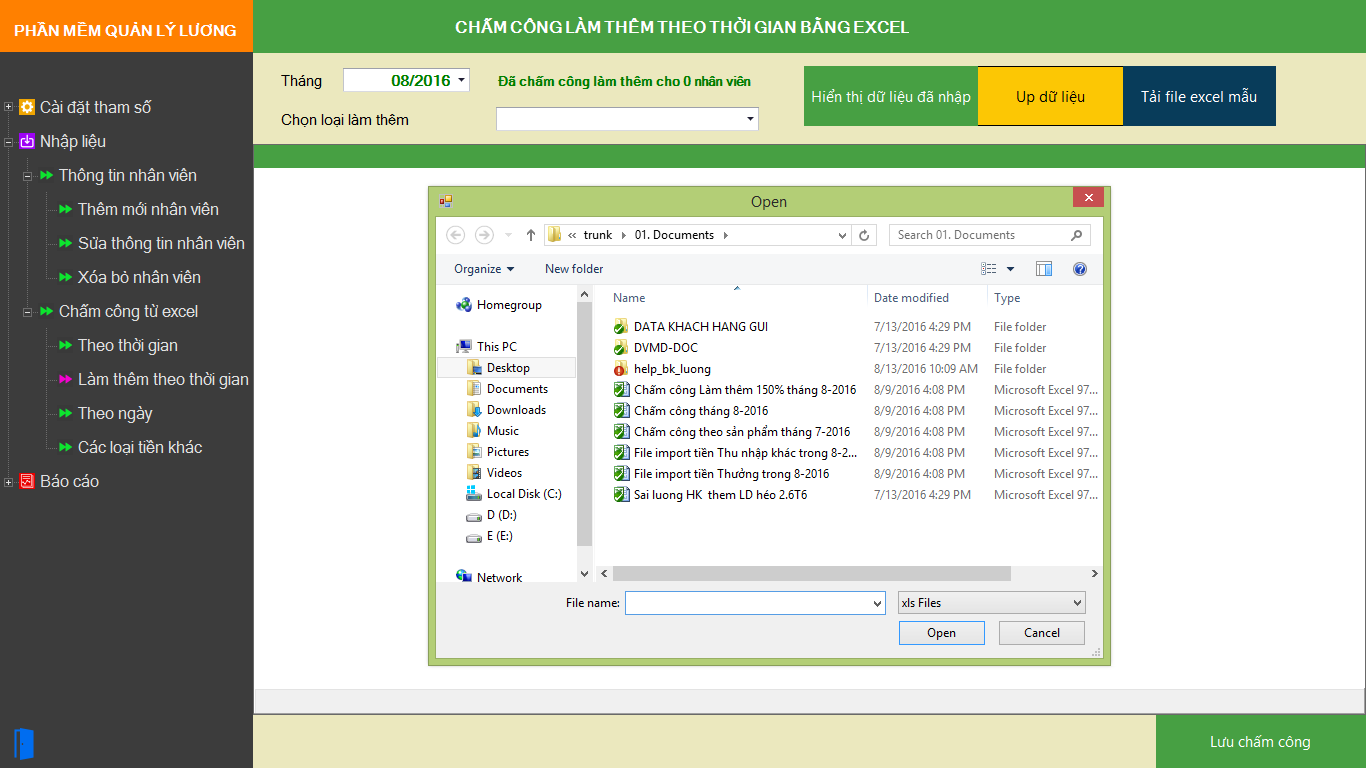 PHẦN MỀM QUẢN LÝ LƯƠNG
CHẤM CÔNG LÀM THÊM THEO THỜI GIAN BẰNG EXCEL
Cài đặt tham số
Nhập liệu
Thông tin nhân viên
Thêm mới nhân viên
Sửa thông tin nhân viên
Xóa bỏ nhân viên
Chấm công từ excel
Theo thời gian
Làm thêm theo thời gian
Theo ngày
Các loại tiền khác
Báo cáo
Tháng 08/2016 Đã chấm công làm thêm cho 0 nhân viên
Chọn loại làm thêm
Hiển thị dữ liệu đã nhập Up dữ liệu Tải file excel mẫu
Open
« trunk 01. Documents Search 01. Documents
Organize New folder
Homegroup
This PC
Desktop
Documents
Downloads
Music
Pictures
Videos
Local Disk (C:)
D (D:)
E (E:)
Network
Name Date modified Type
DATA KHACH HANG GUI 7/13/2016 4:29 PM File folder
DVMD-DOC 7/13/2016 4:29 PM File folder
help_bk_luong 8/13/2016 10:09 AM File folder
Chấm công Làm thêm 150% tháng 8-2016 8/9/2016 4:08 PM Microsoft Excel 97...
Chấm công tháng 8-2016 8/9/2016 4:08 PM Microsoft Excel 97...
Chấm công theo sản phẩm tháng 7-2016 8/9/2016 4:08 PM Microsoft Excel 97...
File import tiền Thu nhập khác trong 8-2... 8/9/2016 4:08 PM Microsoft Excel 97...
File import tiền Thưởng trong 8-2016 8/9/2016 4:08 PM Microsoft Excel 97...
Sai luong HK them LD héo 2.6T6 7/13/2016 4:29 PM Microsoft Excel 97...
File name: xls Files
Open Cancel
Lưu chấm công